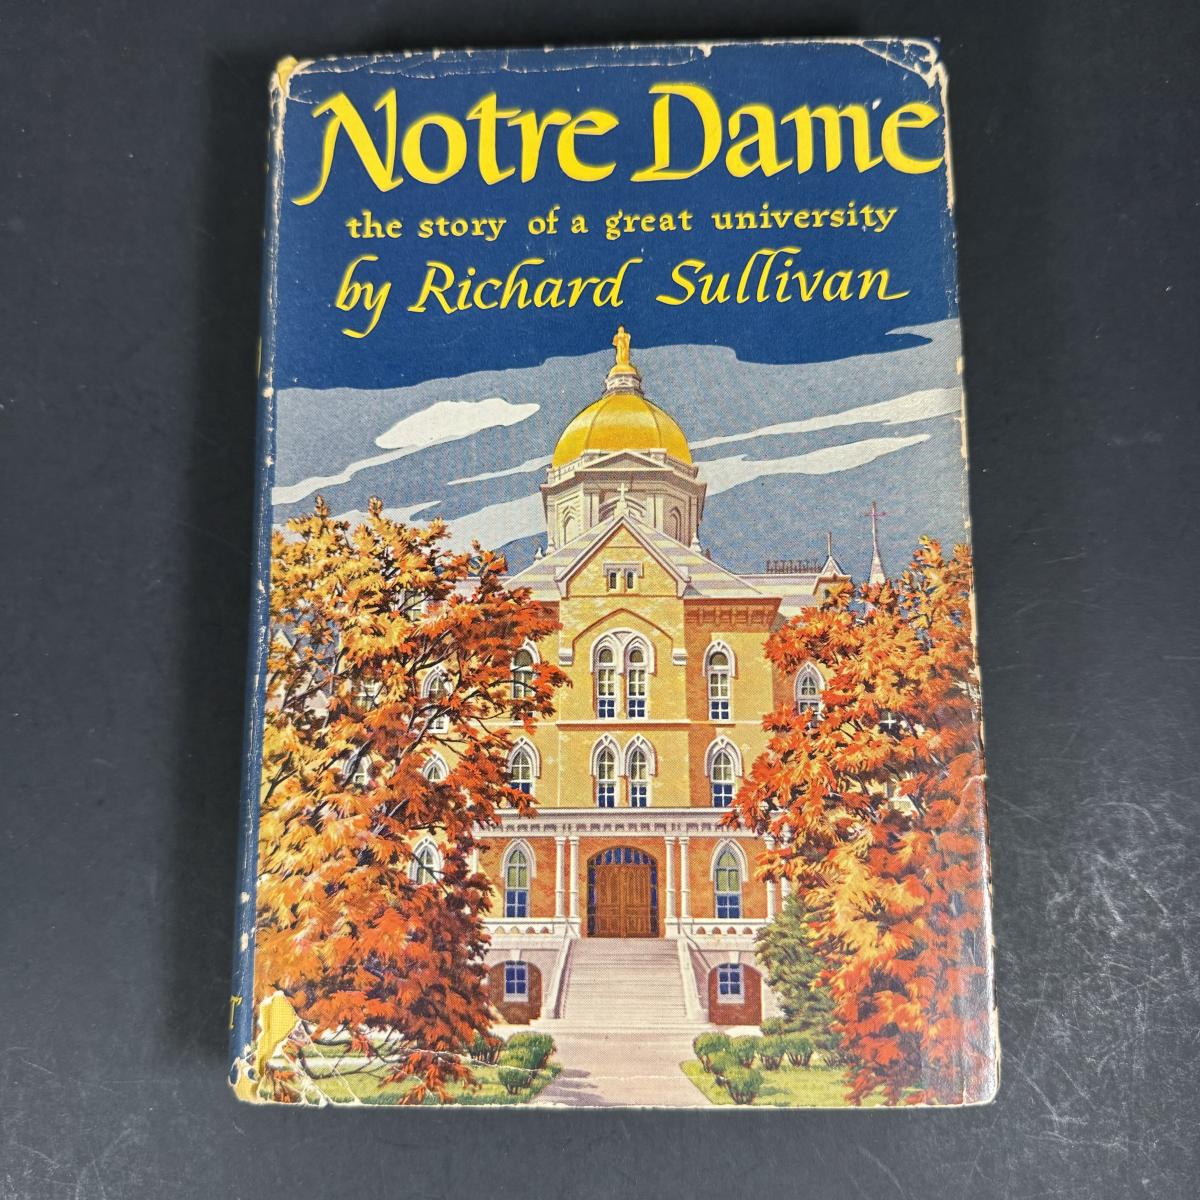 Notre Dame
the story of a great university
by Richard Sullivan
T